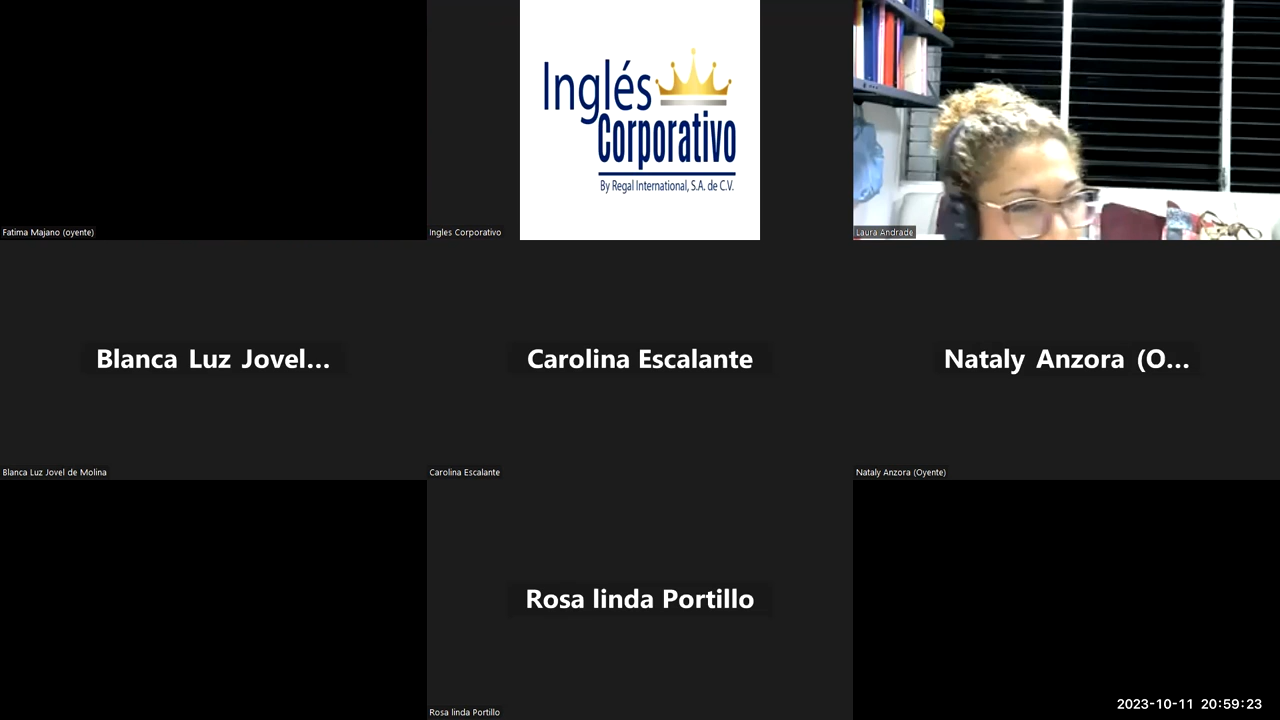 Inglés
Corporativo
By Regal International, S.A. de C.V.
Fatima Majano (oyente)
Ingles Corporativo
Laura Andrade
Blanca Luz Jovel...
Carolina Escalante
Nataly Anzora (O...
Blanca Luz Jovel de Molina
Carolina Escalante
Nataly Anzora (Oyente)
Rosa linda Portillo
Rosa linda Portillo
2023-10-11 20:59:23